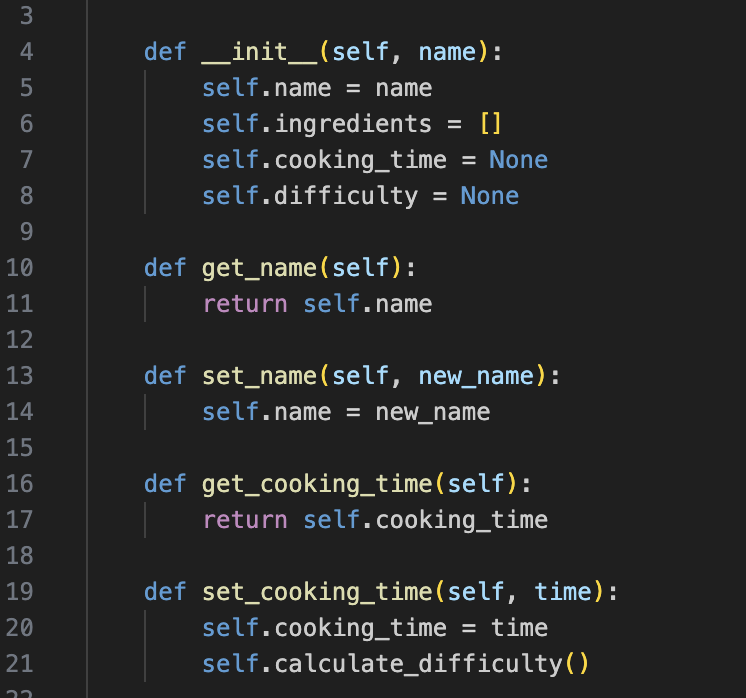 3
4 def __init__(self, name):
5 self.name = name
6 self.ingredients = []
7 self.cooking_time = None
8 self.difficulty = None
9
10 def get_name(self):
11 return self.name
12
13 def set_name(self, new_name):
14 self.name = new_name
15
16 def get_cooking_time(self):
17 return self.cooking_time
18
19 def set_cooking_time(self, time):
20 self.cooking_time = time
21 self.calculate_difficulty()
22